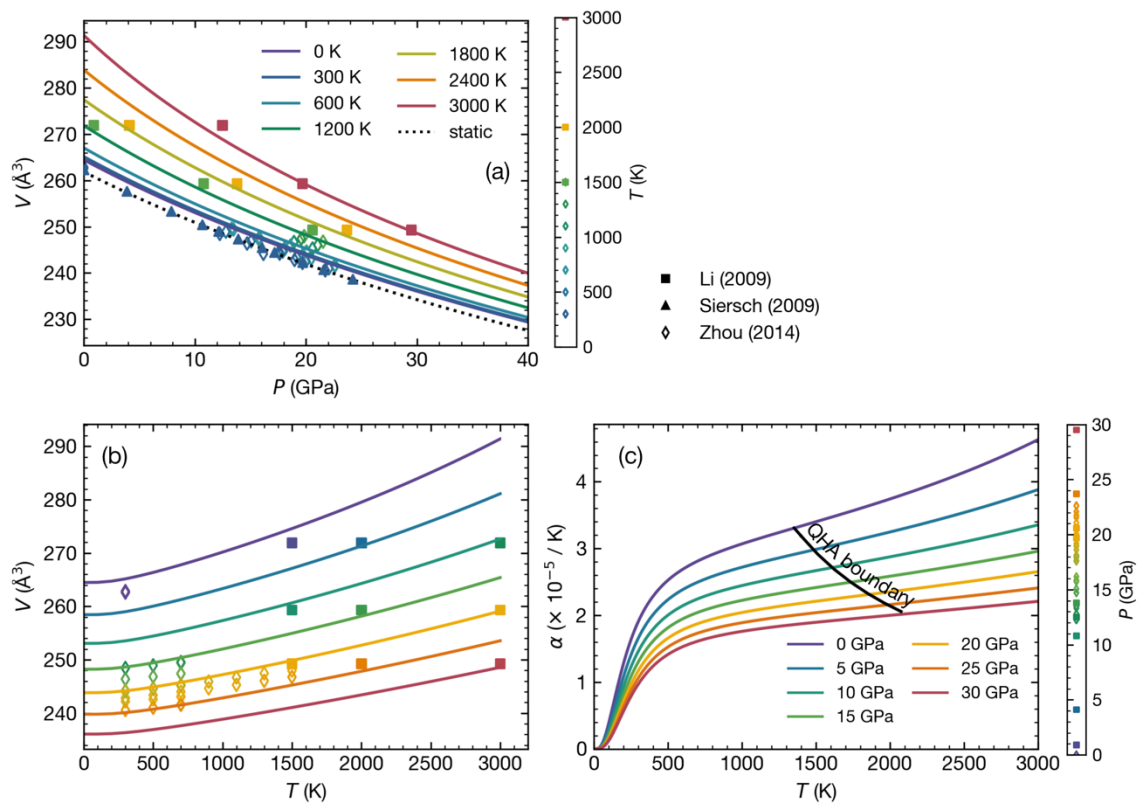 290
280
270
260
250
240
230
V (Å³)
0 K
300 K
600 K
1200 K
1800 K
2400 K
3000 K
static
(a)
0
10
20
30
40
P (GPa)
3000
2500
2000
1500
1000
500
0
T (K)
Li (2009)
Siersch (2009)
Zhou (2014)
(b)
290
280
270
260
250
240
V (Å³)
0
500
1000
1500
2000
2500
3000
T (K)
(c)
4
3
2
1
0
α (× 10⁻⁵ / K)
QHA boundary
0 GPa
5 GPa
10 GPa
15 GPa
20 GPa
25 GPa
30 GPa
0
500
1000
1500
2000
2500
3000
T (K)
30
25
20
15
10
5
0
P (GPa)